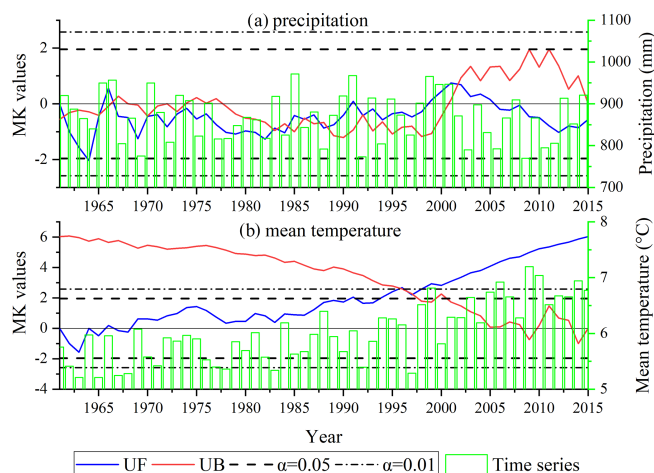 (a) precipitation
MK values
2
0
-2
1100
1000
900
800
700
Precipitation (mm)
1965 1970 1975 1980 1985 1990 1995 2000 2005 2010 2015
(b) mean temperature
MK values
6
4
2
0
-2
-4
8
7
6
5
Mean temperature (°C)
1965 1970 1975 1980 1985 1990 1995 2000 2005 2010 2015
Year
UF UB α=0.05 α=0.01 Time series